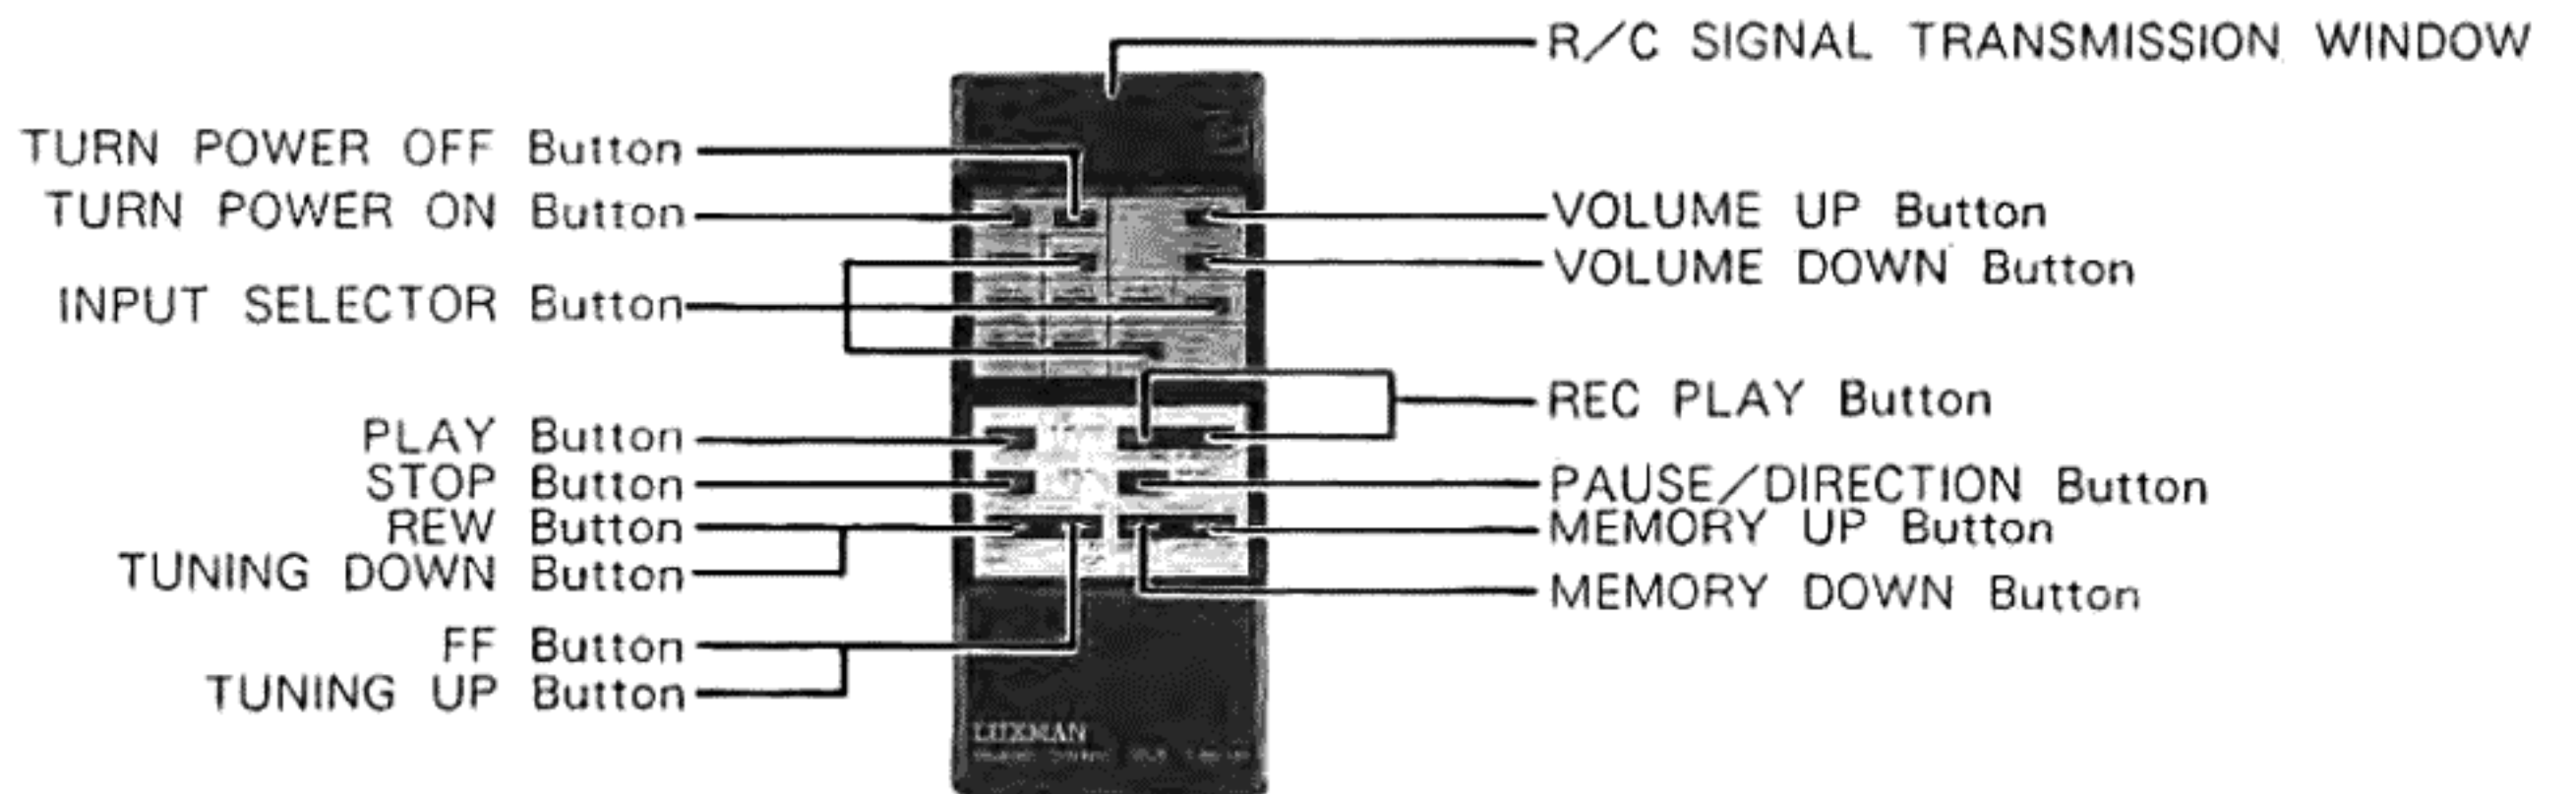 R/C SIGNAL TRANSMISSION WINDOW
TURN POWER OFF Button
TURN POWER ON Button
INPUT SELECTOR Button
PLAY Button
STOP Button
REW Button
TUNING DOWN Button
FF Button
TUNING UP Button
VOLUME UP Button
VOLUME DOWN Button
REC PLAY Button
PAUSE/DIRECTION Button
MEMORY UP Button
MEMORY DOWN Button
LUXMAN